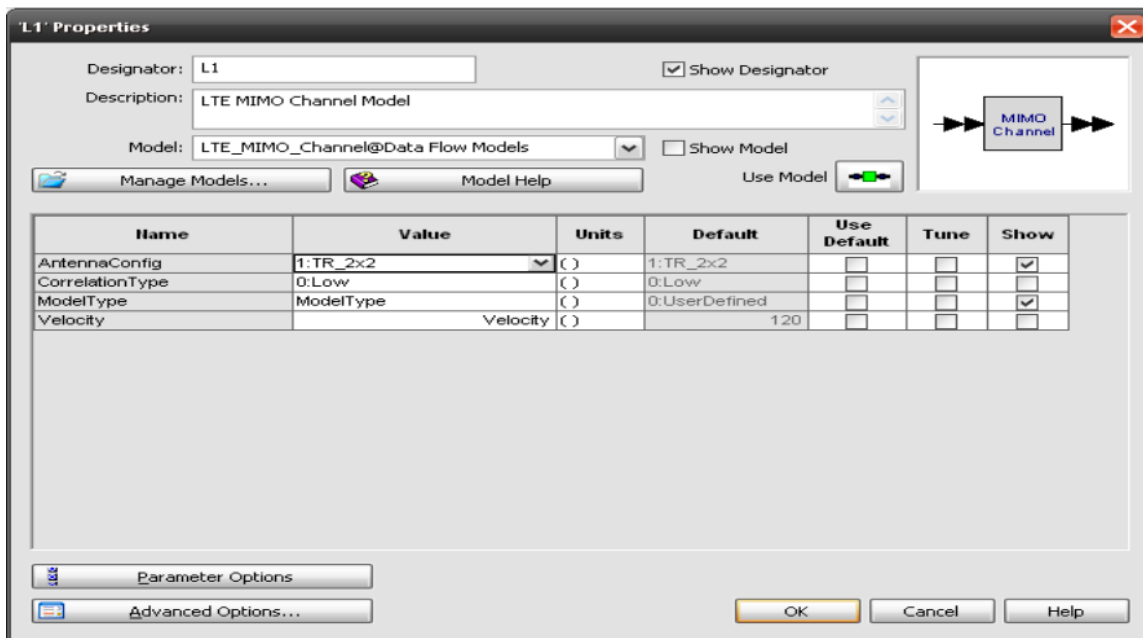 'L1' Properties
Designator: L1
Show Designator
Description: LTE MIMO Channel Model
Model: LTE_MIMO_Channel@Data Flow Models
Show Model
Manage Models...
Model Help
Use Model
MIMO
Channel
Name Value Units Default Use Default Tune Show
AntennaConfig 1:TR_2x2 ( ) 1:TR_2x2
CorrelationType 0:Low ( ) 0:Low
ModelType ModelType ( ) 0:UserDefined
Velocity Velocity ( ) 120
Parameter Options
Advanced Options...
OK Cancel Help